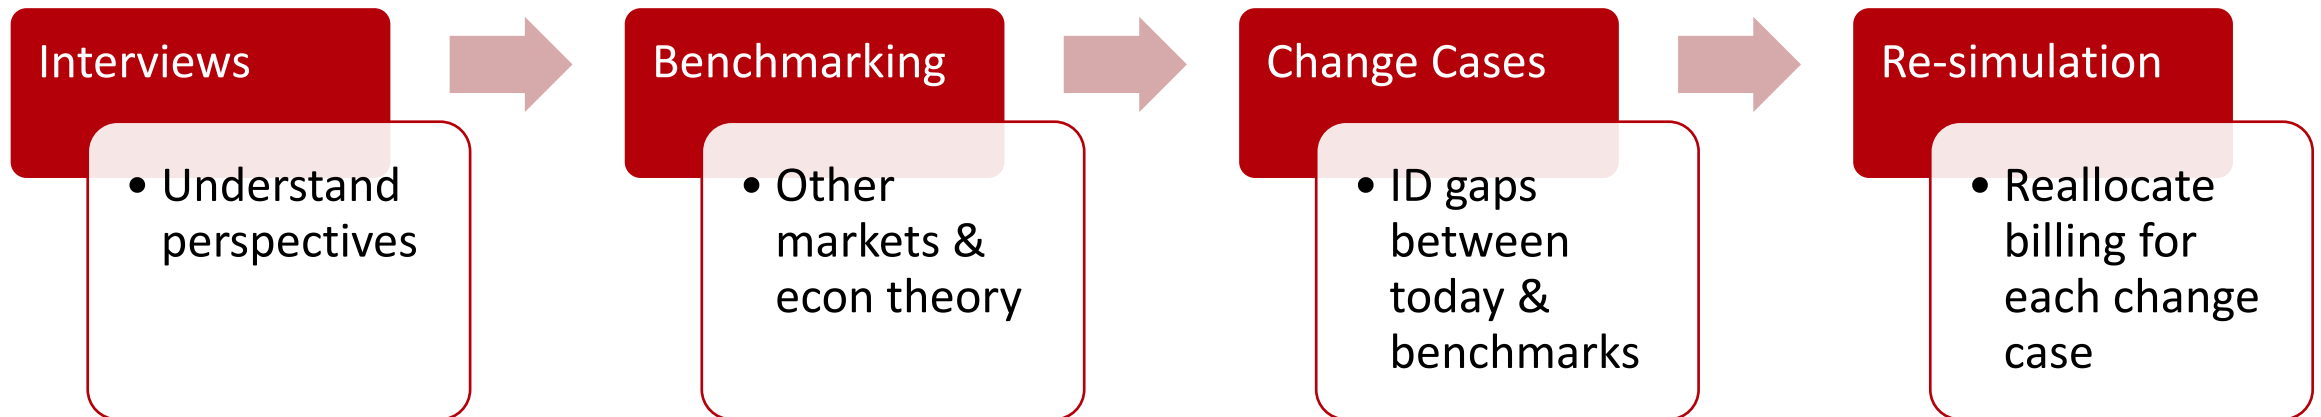 Interviews
• Understand
perspectives
Benchmarking
• Other
markets &
econ theory
Change Cases
• ID gaps
between
today &
benchmarks
Re-simulation
• Reallocate
billing for
each change
case